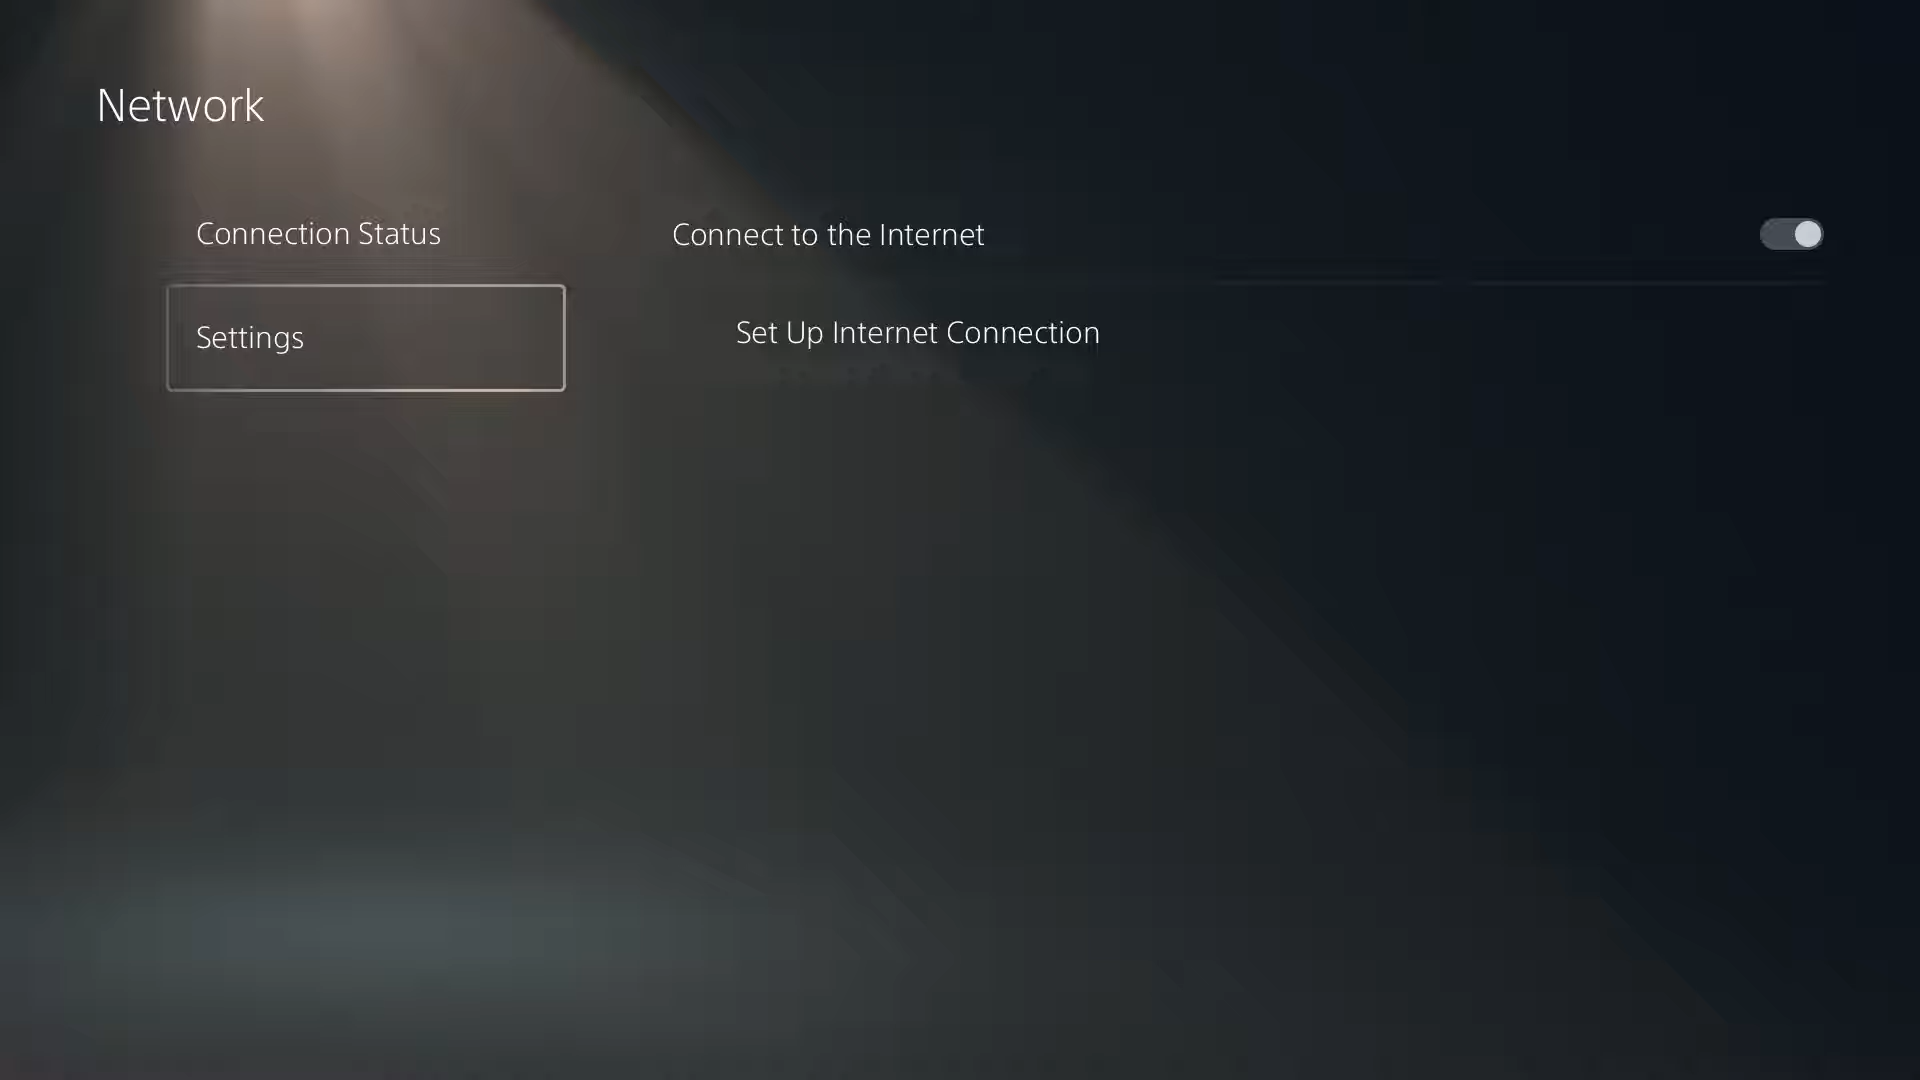 Network
Connection Status
Settings
Connect to the Internet
Set Up Internet Connection